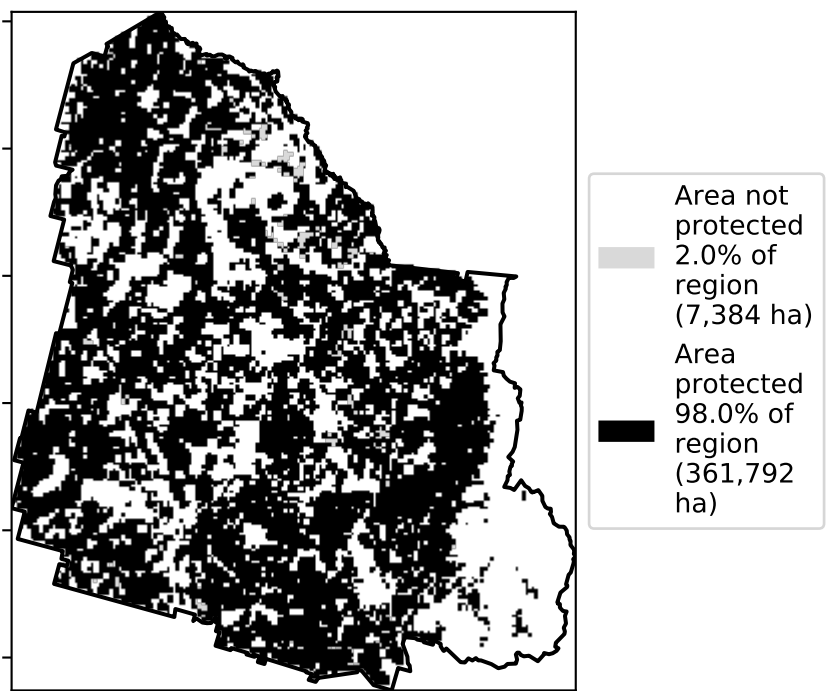 Area not
protected
2.0% of
region
(7,384 ha)
Area
protected
98.0% of
region
(361,792
ha)